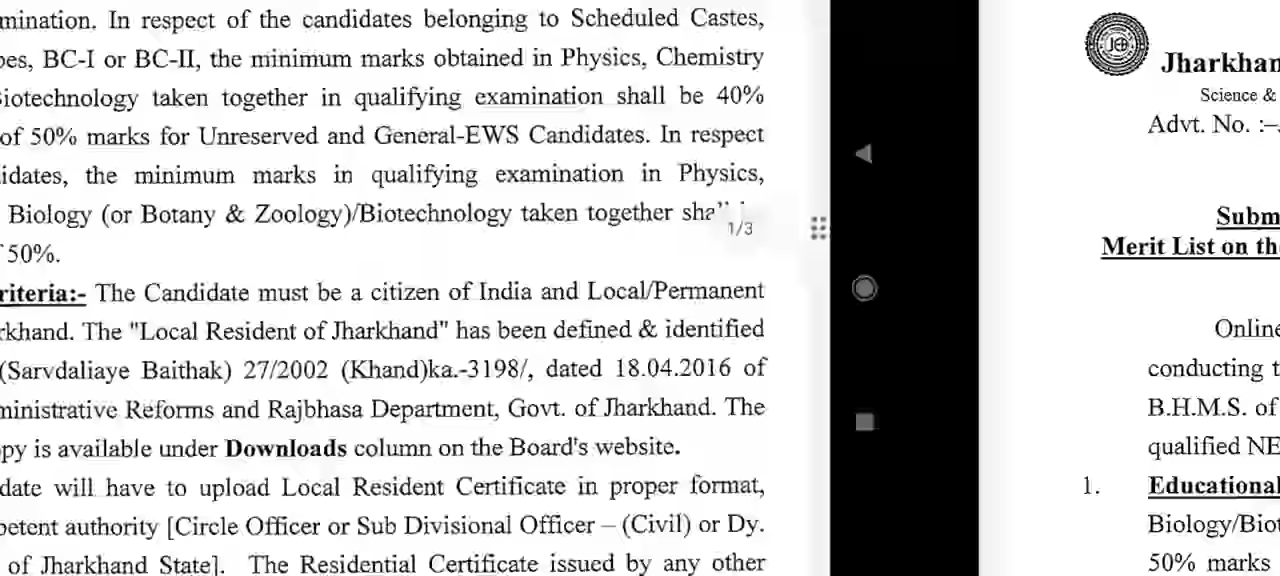 mination. In respect of the candidates belonging to Scheduled Castes,
bes, BC-I or BC-II, the minimum marks obtained in Physics, Chemistry
Biotechnology taken together in qualifying examination shall be 40%
of 50% marks for Unreserved and General-EWS Candidates. In respect
idates, the minimum marks in qualifying examination in Physics,
Biology (or Botany & Zoology)/Biotechnology taken together
1/3
50%.
riteria:- The Candidate must be a citizen of India and Local/Permanent
rkhand. The "Local Resident of Jharkhand" has been defined & identified
(Sarvdaliaye Baithak) 27/2002 (Khand)ka.-3198/, dated 18.04.2016 of
ministrative Reforms and Rajbhasa Department, Govt. of Jharkhand. The
py is available under Downloads column on the Board's website.
date will have to upload Local Resident Certificate in proper format,
petent authority [Circle Officer or Sub Divisional Officer – (Civil) or Dy.
of Jharkhand State]. The Residential Certificate issued by any other
Jharkhan
Science &
Advt. No. :–
Subm
Merit List on th
Online
conducting t
B.H.M.S. of
qualified NE
1. Educational
Biology/Biot
50% marks